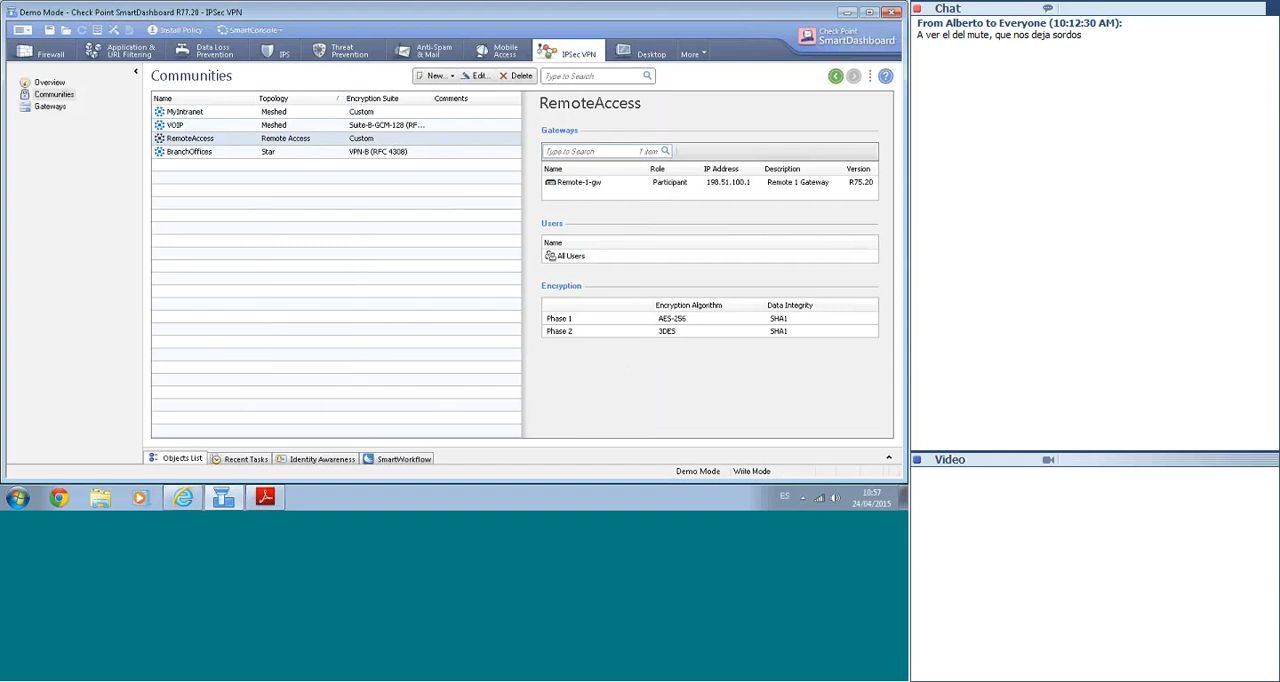 Demo Mode - Check Point SmartDashboard R77.20 - IPSec VPN
Install Policy
SmartConsole
Firewall
Application &
URL Filtering
Data Loss
Prevention
IPS
Threat
Prevention
Anti-Spam
& Mail
Mobile
Access
IPSec VPN
Desktop
More
Check Point
SmartDashboard
Overview
Communities
Gateways
Communities
New...
Edit...
Delete
Type to Search
Name Topology Encryption Suite Comments
MyIntranet Meshed Custom
VOIP Meshed Suite-B-GCM-128 (RF...
RemoteAccess Remote Access Custom
BranchOffices Star VPN-B (RFC 4308)
RemoteAccess
Gateways
Type to Search 1 item
Name Role IP Address Description Version
Remote-1-gw Participant 198.51.100.1 Remote 1 Gateway R75.20
Users
Name
All Users
Encryption
Encryption Algorithm Data Integrity
Phase 1 AES-256 SHA1
Phase 2 3DES SHA1
Objects List
Recent Tasks
Identity Awareness
SmartWorkflow
Demo Mode
Write Mode
ES
10:57
24/04/2015
Chat
From Alberto to Everyone (10:12:30 AM):
A ver el del mute, que nos deja sordos
Video